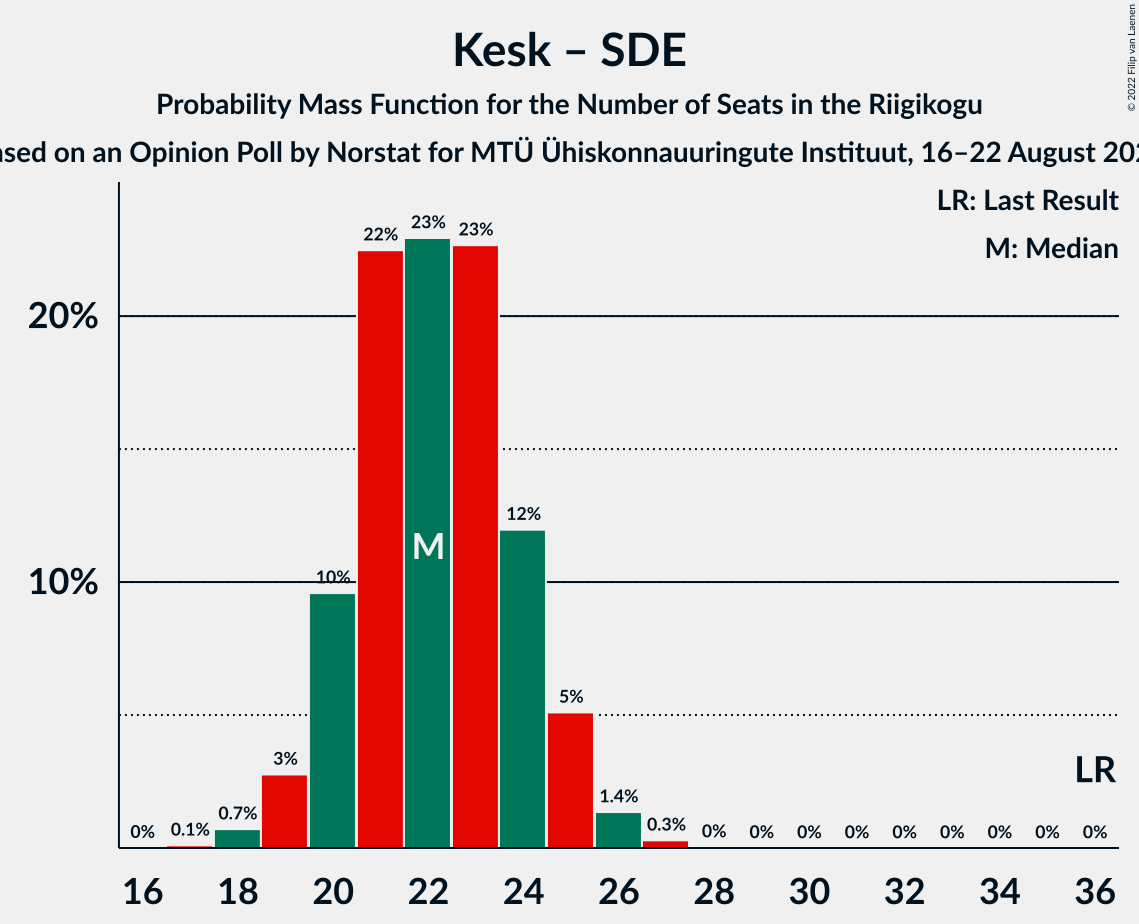 Kesk – SDE
Probability Mass Function for the Number of Seats in the Riigikogu
on an Opinion Poll by Norstat for MTÜ Ühiskonnauuringute Instituut, 16–22 August
© 2022 Filip van Laenen
LR: Last Result
M: Median
20%
10%
0% 0.1% 0.7% 3% 10% 22% 23% 23% 12% 5% 1.4% 0.3% 0% 0% 0% 0% 0% 0% 0% 0% 0%
M
LR
16 18 20 22 24 26 28 30 32 34 36